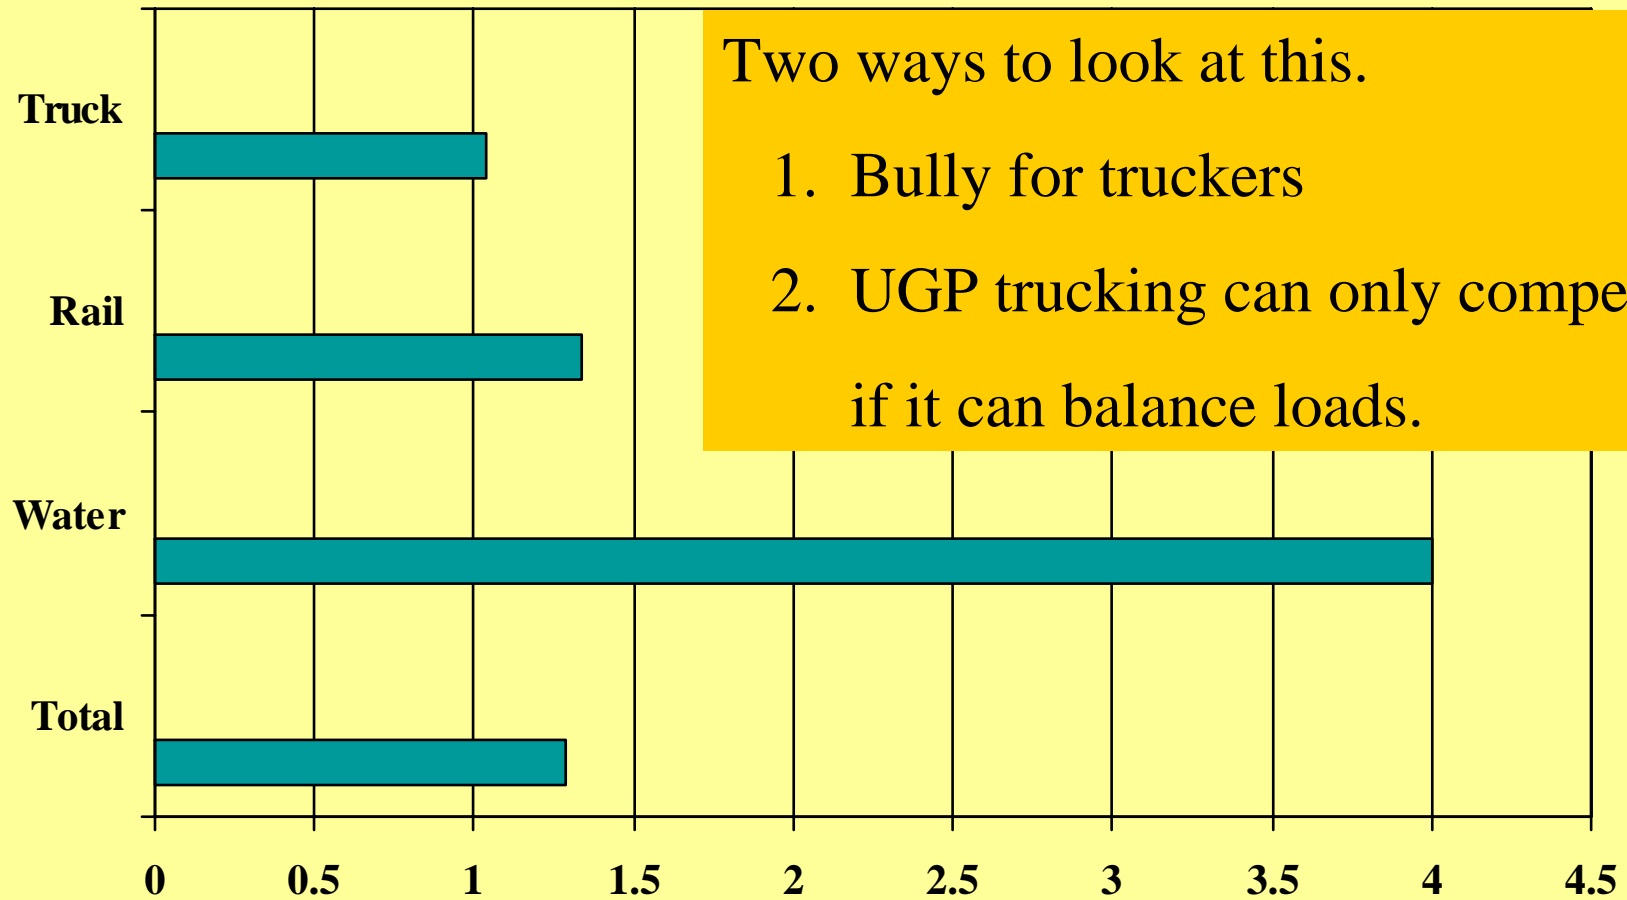 Two ways to look at this.
1. Bully for truckers
2. UGP trucking can only compe
if it can balance loads.
Truck
Rail
Water
Total
0 0.5 1 1.5 2 2.5 3 3.5 4 4.5